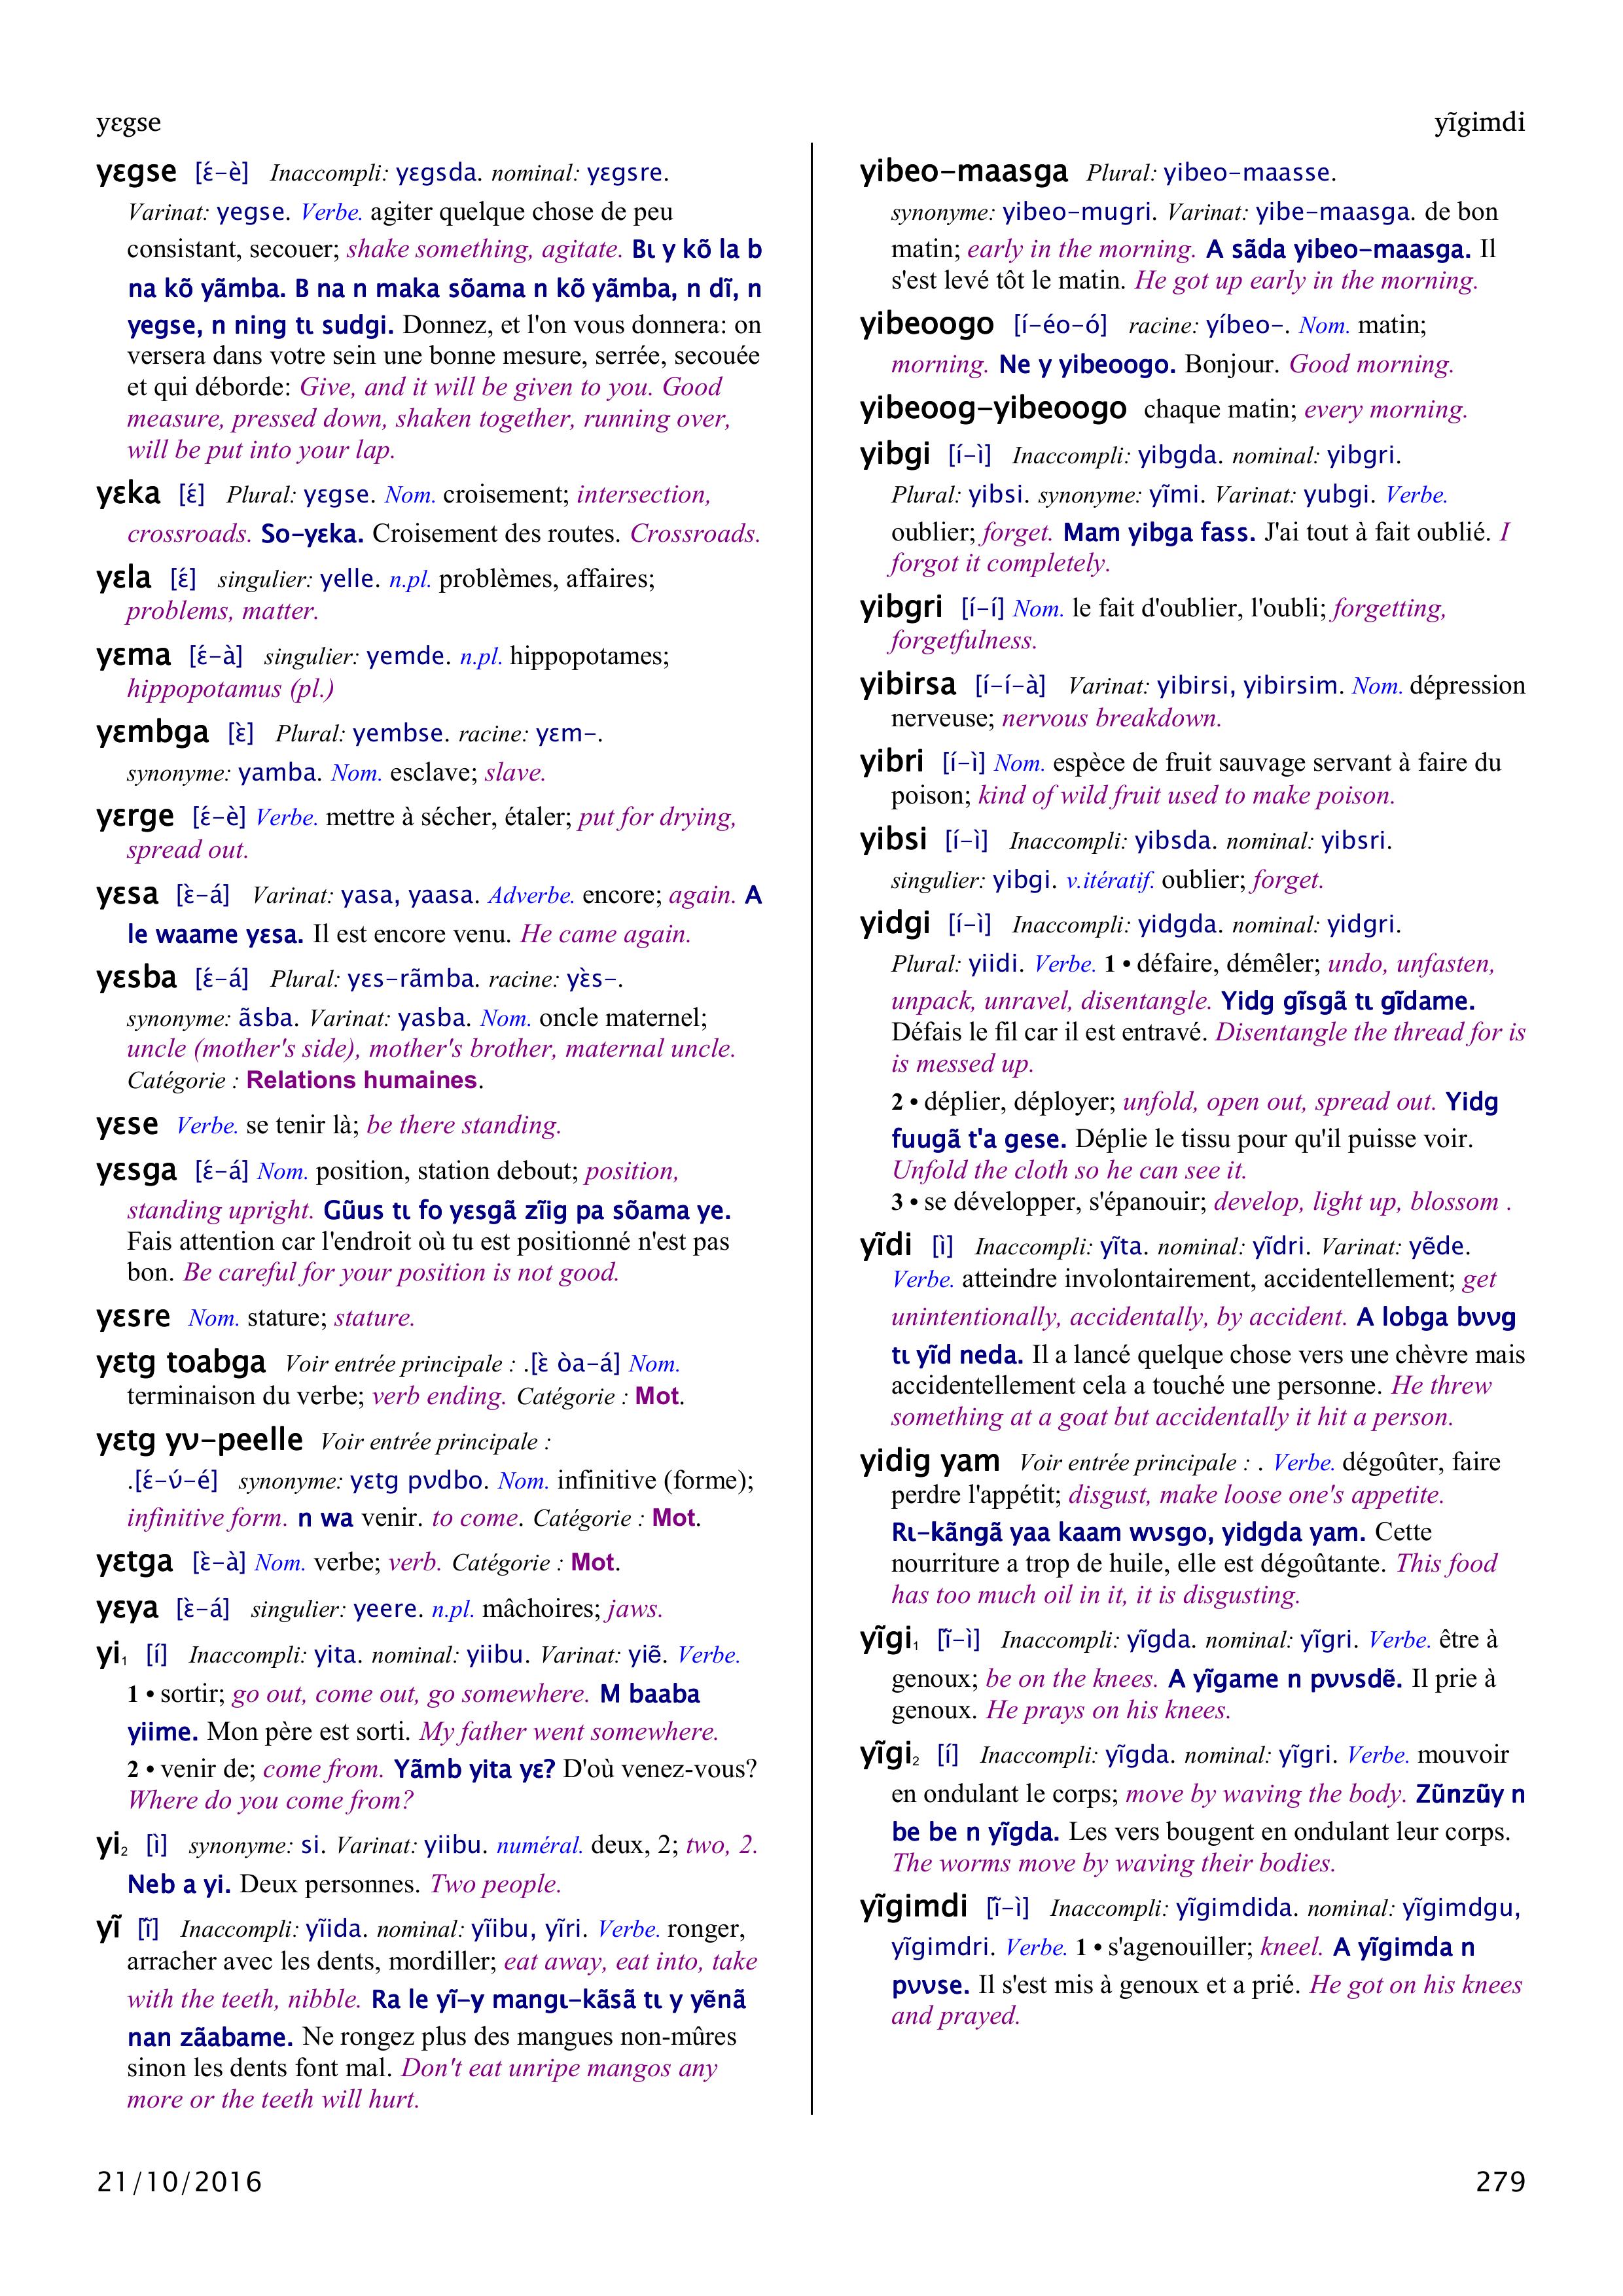 yɛgse
yĩgimdi
yɛgse [ɛ́-è] Inaccompli: yɛgsda. nominal: yɛgsre.
Varinat: yegse. Verbe. agiter quelque chose de peu
consistant, secouer; shake something, agitate. Bɩ y kõ la b
na kõ yãmba. B na n maka sõama n kõ yãmba, n dĩ, n
yegse, n ning tɩ sudgi. Donnez, et l'on vous donnera: on
versera dans votre sein une bonne mesure, serrée, secouée
et qui déborde: Give, and it will be given to you. Good
measure, pressed down, shaken together, running over,
will be put into your lap.
yɛka [ɛ́] Plural: yɛgse. Nom. croisement; intersection,
crossroads. So-yɛka. Croisement des routes. Crossroads.
yɛla [ɛ́] singulier: yelle. n.pl. problèmes, affaires;
problems, matter.
yɛma [ɛ́-à] singulier: yemde. n.pl. hippopotames;
hippopotamus (pl.)
yɛmbga [ɛ̀] Plural: yembse. racine: yɛm-.
synonyme: yamba. Nom. esclave; slave.
yɛrge [ɛ́-è] Verbe. mettre à sécher, étaler; put for drying,
spread out.
yɛsa [ɛ̀-á] Varinat: yasa, yaasa. Adverbe. encore; again. A
le waame yɛsa. Il est encore venu. He came again.
yɛsba [ɛ́-á] Plural: yɛs-rãmba. racine: yɛ̀s-.
synonyme: ãsba. Varinat: yasba. Nom. oncle maternel;
uncle (mother's side), mother's brother, maternal uncle.
Catégorie : Relations humaines.
yɛse Verbe. se tenir là; be there standing.
yɛsga [ɛ́-á] Nom. position, station debout; position,
standing upright. Gũus tɩ fo yɛsgã zĩig pa sõama ye.
Fais attention car l'endroit où tu est positionné n'est pas
bon. Be careful for your position is not good.
yɛsre Nom. stature; stature.
yɛtg toabga Voir entrée principale : .[ɛ̀ òa-á] Nom.
terminaison du verbe; verb ending. Catégorie : Mot.
yɛtg yʋ-peelle Voir entrée principale :
.[ɛ́-ʋ́-é] synonyme: yɛtg pʋdbo. Nom. infinitive (forme);
infinitive form. n wa venir. to come. Catégorie : Mot.
yɛtga [ɛ̀-à] Nom. verbe; verb. Catégorie : Mot.
yɛya [ɛ̀-á] singulier: yeere. n.pl. mâchoires; jaws.
yi₁ [í] Inaccompli: yita. nominal: yiibu. Varinat: yiẽ. Verbe.
1 • sortir; go out, come out, go somewhere. M baaba
yiime. Mon père est sorti. My father went somewhere.
2 • venir de; come from. Yãmb yita yɛ? D'où venez-vous?
Where do you come from?
yi₂ [ì] synonyme: si. Varinat: yiibu. numéral. deux, 2; two, 2.
Neb a yi. Deux personnes. Two people.
yĩ [ĩ̀] Inaccompli: yĩida. nominal: yĩibu, yĩri. Verbe. ronger,
arracher avec les dents, mordiller; eat away, eat into, take
with the teeth, nibble. Ra le yĩ-y mangɩ-kãsã tɩ y yẽnã
nan zãabame. Ne rongez plus des mangues non-mûres
sinon les dents font mal. Don't eat unripe mangos any
more or the teeth will hurt.
yibeo-maasga Plural: yibeo-maasse.
synonyme: yibeo-mugri. Varinat: yibe-maasga. de bon
matin; early in the morning. A sãda yibeo-maasga. Il
s'est levé tôt le matin. He got up early in the morning.
yibeoogo [í-éo-ó] racine: yíbeo-. Nom. matin;
morning. Ne y yibeoogo. Bonjour. Good morning.
yibeoog-yibeoogo chaque matin; every morning.
yibgi [í-ì] Inaccompli: yibgda. nominal: yibgri.
Plural: yibsi. synonyme: yĩmi. Varinat: yubgi. Verbe.
oublier; forget. Mam yibga fass. J'ai tout à fait oublié. I
forgot it completely.
yibgri [í-í] Nom. le fait d'oublier, l'oubli; forgetting,
forgetfulness.
yibirsa [í-í-à] Varinat: yibirsi, yibirsim. Nom. dépression
nerveuse; nervous breakdown.
yibri [í-ì] Nom. espèce de fruit sauvage servant à faire du
poison; kind of wild fruit used to make poison.
yibsi [í-ì] Inaccompli: yibsda. nominal: yibsri.
singulier: yibgi. v.itératif. oublier; forget.
yidgi [í-ì] Inaccompli: yidgda. nominal: yidgri.
Plural: yiidi. Verbe. 1 • défaire, démêler; undo, unfasten,
unpack, unravel, disentangle. Yidg gĩsgã tɩ gĩdame.
Défais le fil car il est entravé. Disentangle the thread for is
is messed up.
2 • déplier, déployer; unfold, open out, spread out. Yidg
fuugã t'a gese. Déplie le tissu pour qu'il puisse voir.
Unfold the cloth so he can see it.
3 • se développer, s'épanouir; develop, light up, blossom .
yĩdi [ì] Inaccompli: yĩta. nominal: yĩdri. Varinat: yẽde.
Verbe. atteindre involontairement, accidentellement; get
unintentionally, accidentally, by accident. A lobga bʋʋg
tɩ yĩd neda. Il a lancé quelque chose vers une chèvre mais
accidentellement cela a touché une personne. He threw
something at a goat but accidentally it hit a person.
yidig yam Voir entrée principale : . Verbe. dégoûter, faire
perdre l'appétit; disgust, make loose one's appetite.
Rɩ-kãngã yaa kaam wʋsgo, yidgda yam. Cette
nourriture a trop de huile, elle est dégoûtante. This food
has too much oil in it, it is disgusting.
yĩgi₁ [ĩ́-ì] Inaccompli: yĩgda. nominal: yĩgri. Verbe. être à
genoux; be on the knees. A yĩgame n pʋʋsdẽ. Il prie à
genoux. He prays on his knees.
yĩgi₂ [í] Inaccompli: yĩgda. nominal: yĩgri. Verbe. mouvoir
en ondulant le corps; move by waving the body. Zũnzũy n
be be n yĩgda. Les vers bougent en ondulant leur corps.
The worms move by waving their bodies.
yĩgimdi [ĩ́-ì] Inaccompli: yĩgimdida. nominal: yĩgimdgu,
yĩgimdri. Verbe. 1 • s'agenouiller; kneel. A yĩgimda n
pʋʋse. Il s'est mis à genoux et a prié. He got on his knees
and prayed.
21/10/2016
279